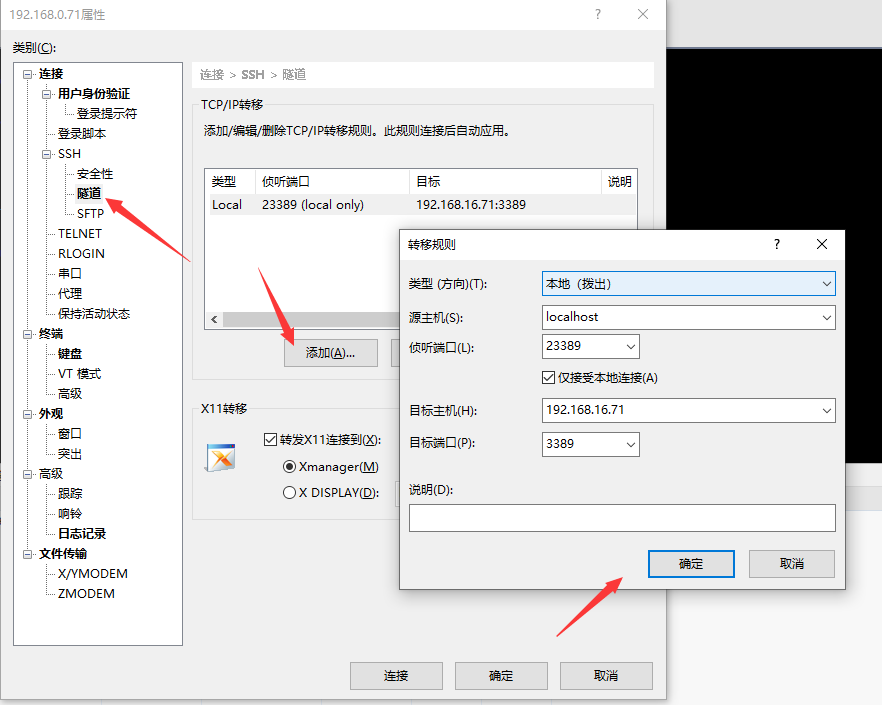 192.168.0.71属性
类别(C):
连接
用户身份验证
登录提示符
登录脚本
SSH
安全性
隧道
SFTP
TELNET
RLOGIN
串口
代理
保持活动状态
终端
键盘
VT 模式
高级
外观
窗口
突出
高级
跟踪
响铃
日志记录
文件传输
X/YMODEM
ZMODEM
连接 > SSH > 隧道
TCP/IP转移
添加/编辑/删除TCP/IP转移规则。此规则连接后自动应用。
类型 侦听端口 目标 说明
Local 23389 (local only) 192.168.16.71:3389
添加(A)...
X11转移
转发X11连接到(X):
Xmanager(M)
X DISPLAY(D):
连接 确定 取消
转移规则
类型 (方向)(T): 本地（拨出）
源主机(S): localhost
侦听端口(L): 23389
仅接受本地连接(A)
目标主机(H): 192.168.16.71
目标端口(P): 3389
说明(D):
确定 取消